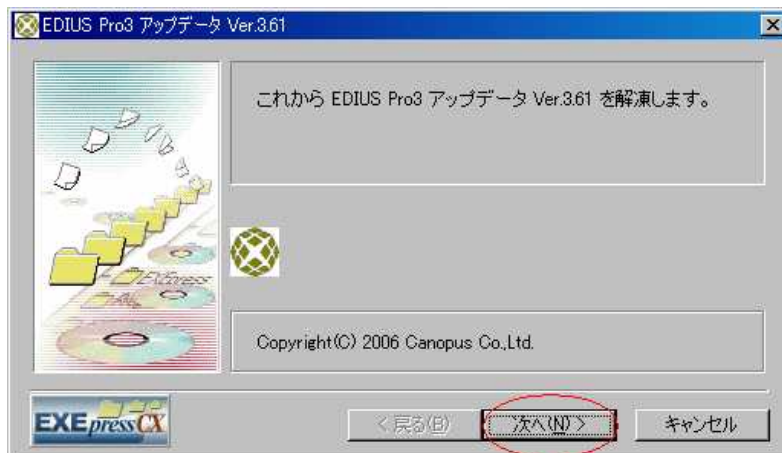 EDIUS Pro3 アップデータ Ver.3.61
これから EDIUS Pro3 アップデータ Ver.3.61 を解凍します。
EXEpress
Copyright(C) 2006 Canopus Co.,Ltd.
EXEpressCX
< 戻る(B)
次へ(N) >
キャンセル